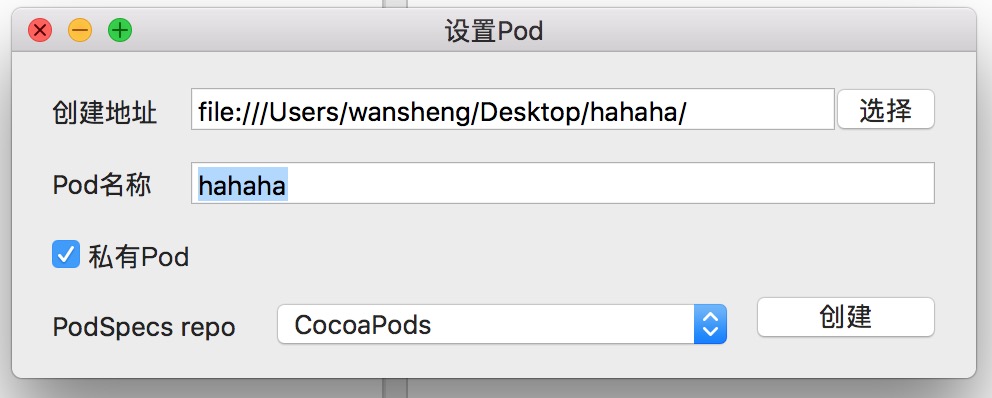 设置Pod
创建地址 file:///Users/wansheng/Desktop/hahaha/ 选择
Pod名称 hahaha
私有Pod
PodSpecs repo CocoaPods 创建